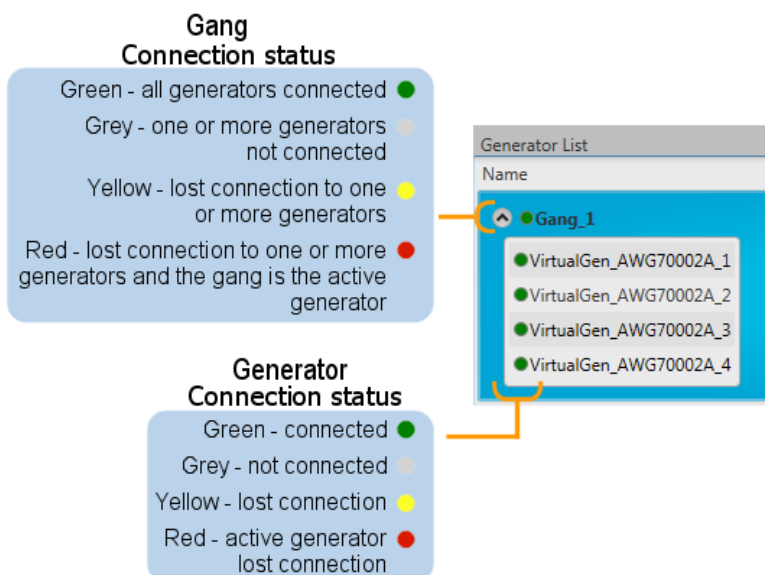 Gang
Connection status
Green - all generators connected
Grey - one or more generators
not connected
Yellow - lost connection to one
or more generators
Red - lost connection to one or more
generators and the gang is the active
generator
Generator List
Name
Gang_1
VirtualGen_AWG70002A_1
VirtualGen_AWG70002A_2
VirtualGen_AWG70002A_3
VirtualGen_AWG70002A_4
Generator
Connection status
Green - connected
Grey - not connected
Yellow - lost connection
Red - active generator
lost connection